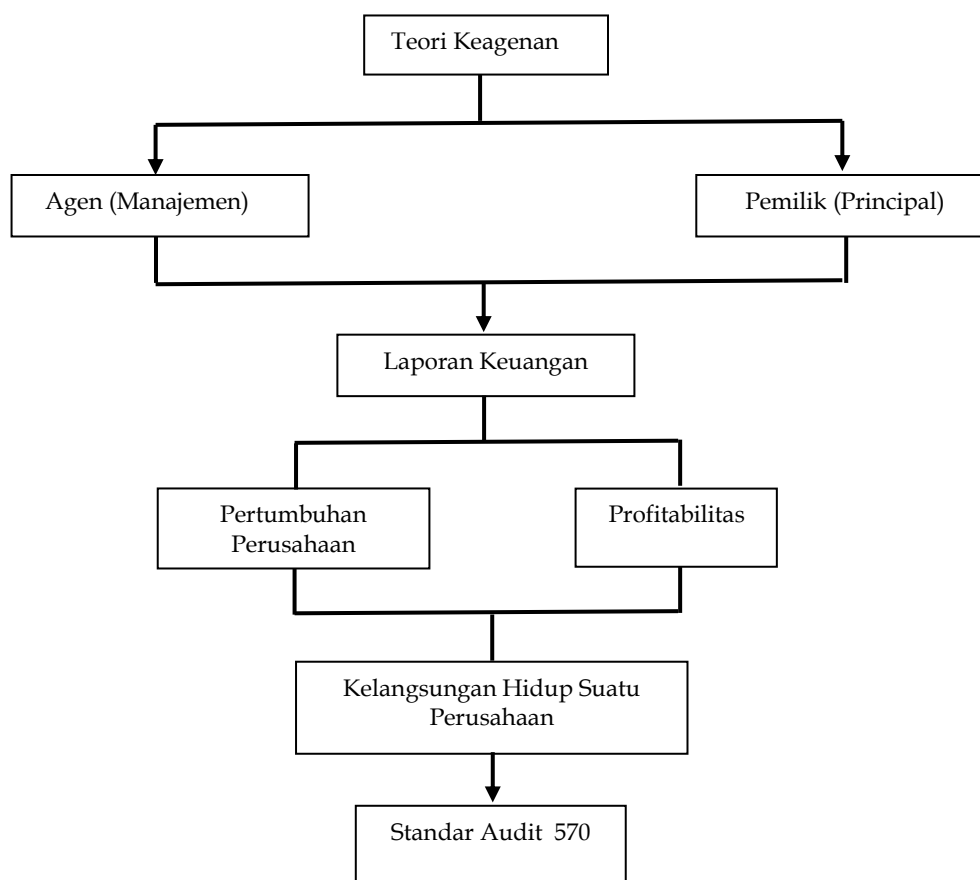 Teori Keagenan
Agen (Manajemen)
Pemilik (Principal)
Laporan Keuangan
Pertumbuhan
Perusahaan
Profitabilitas
Kelangsungan Hidup Suatu
Perusahaan
Standar Audit 570